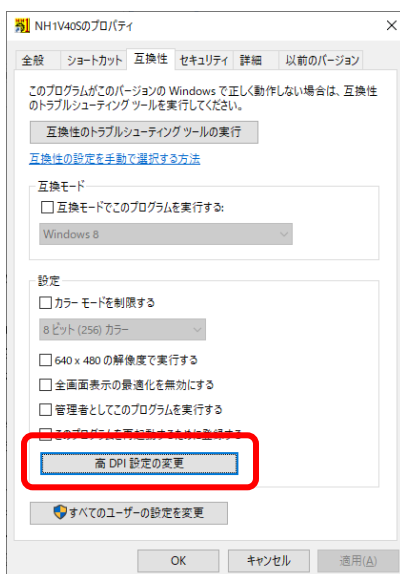 NH1V40Sのプロパティ
全般 ショートカット 互換性 セキュリティ 詳細 以前のバージョン
このプログラムがこのバージョンの Windows で正しく動作しない場合は、互換性
のトラブルシューティング ツールを実行してください。
互換性のトラブルシューティング ツールの実行
互換性の設定を手動で選択する方法
互換モード
互換モードでこのプログラムを実行する:
Windows 8
設定
カラー モードを制限する
8 ビット (256) カラー
640 x 480 の解像度で実行する
全画面表示の最適化を無効にする
管理者としてこのプログラムを実行する
このプログラムを再起動するために登録する
高 DPI 設定の変更
すべてのユーザーの設定を変更
OK キャンセル 適用(A)